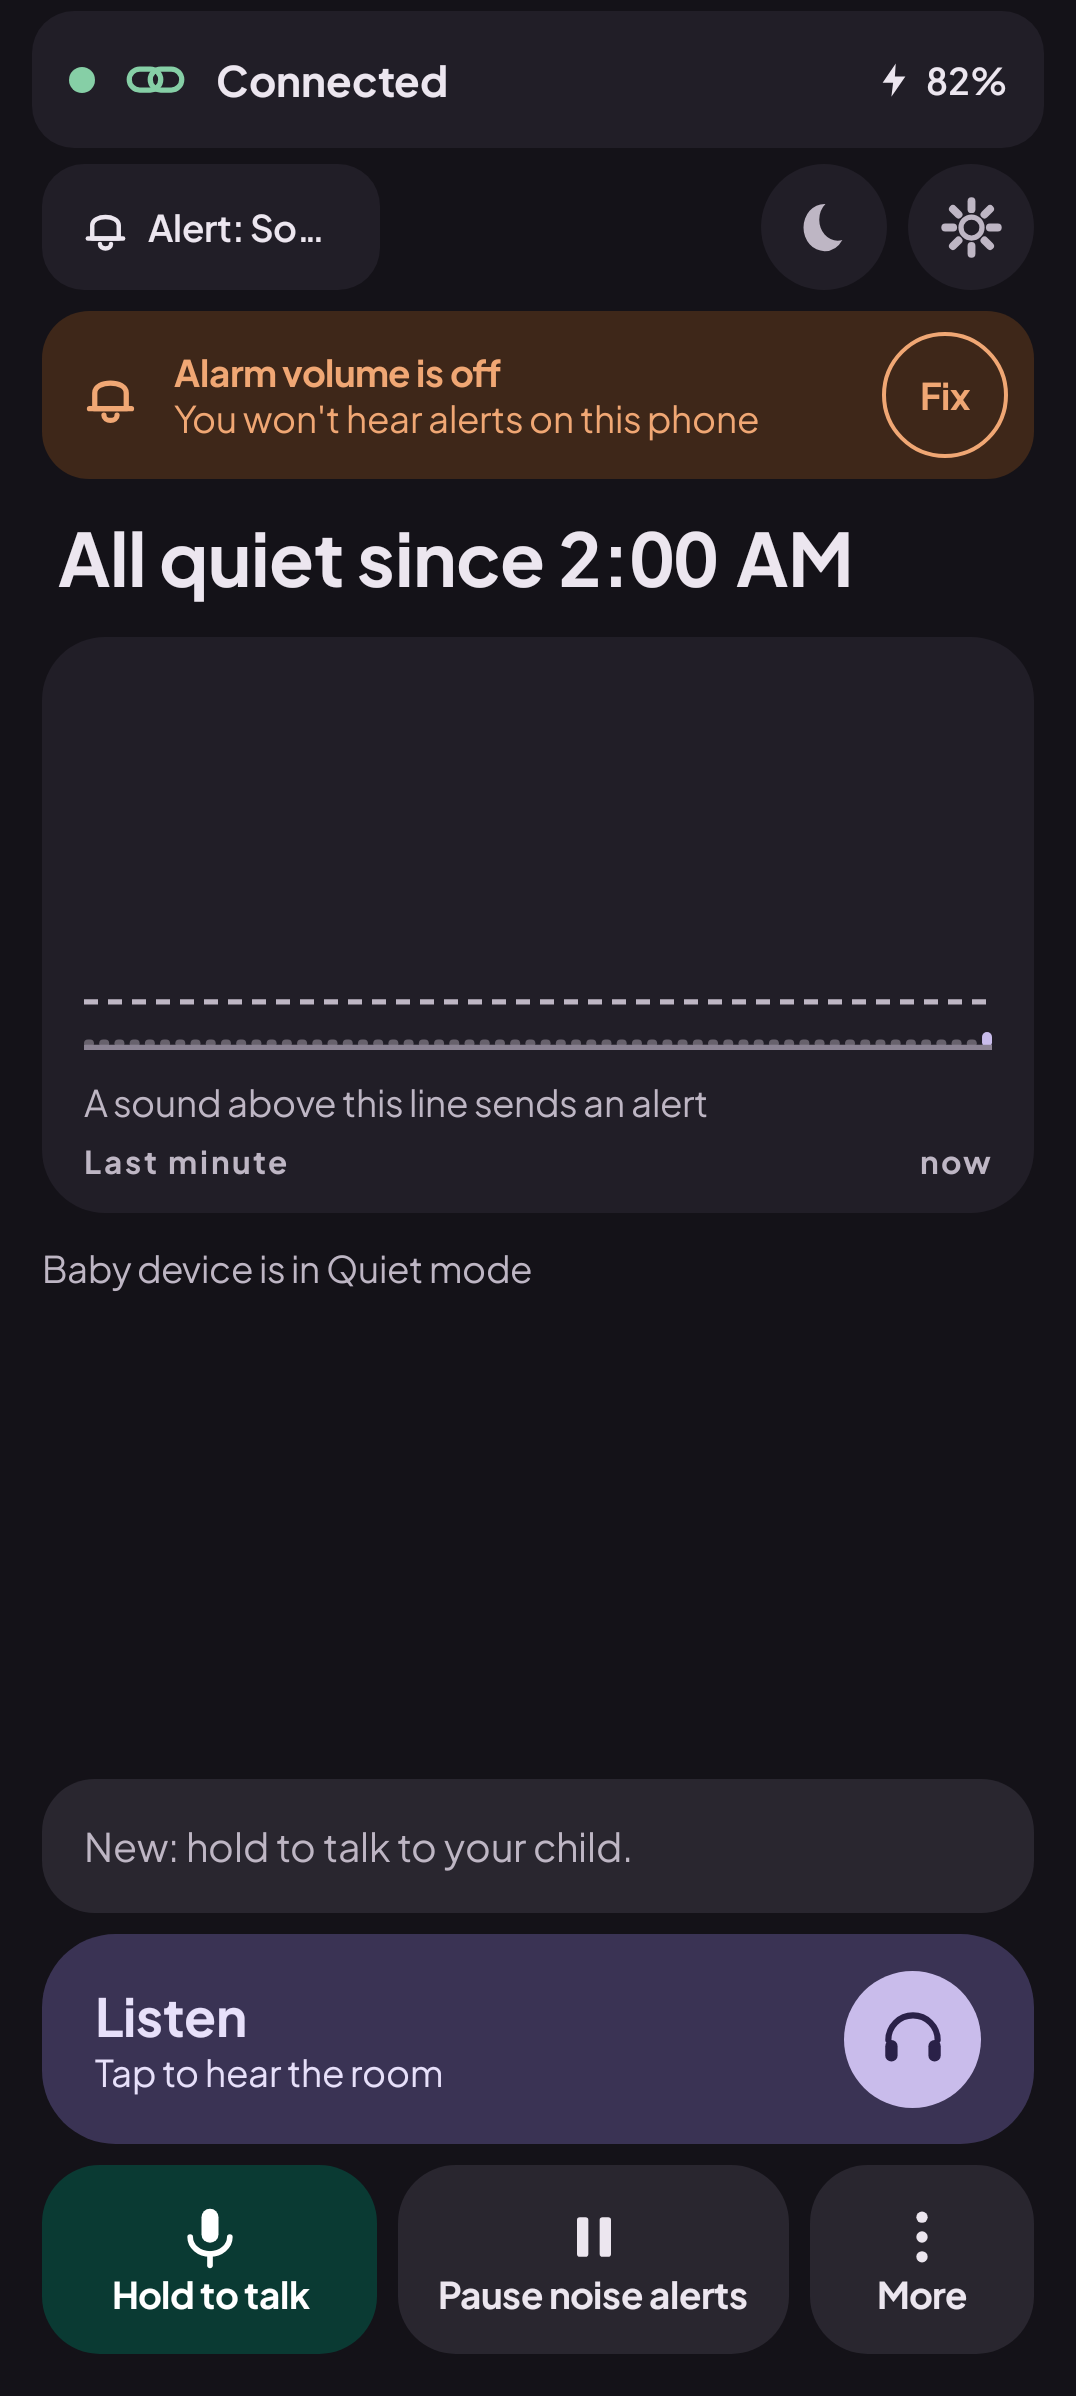 Connected
82%
Alert: So...
Alarm volume is off
You won't hear alerts on this phone
Fix
All quiet since 2:00 AM
A sound above this line sends an alert
Last minute
now
Baby device is in Quiet mode
New: hold to talk to your child.
Listen
Tap to hear the room
Hold to talk
Pause noise alerts
More